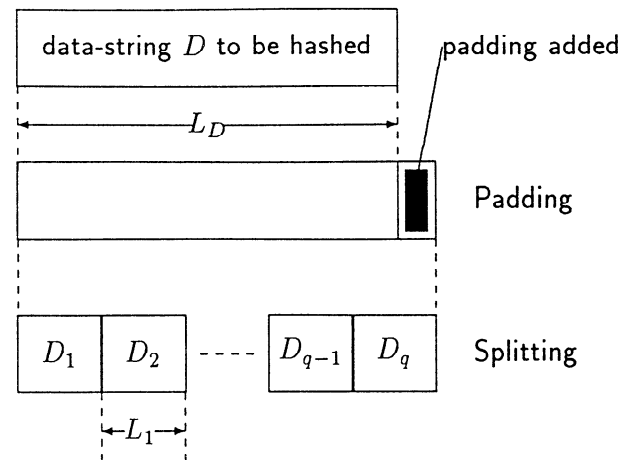 data-string D to be hashed padding added
L_D
Padding
D_1 D_2 ---- D_{q-1} D_q Splitting
L_1